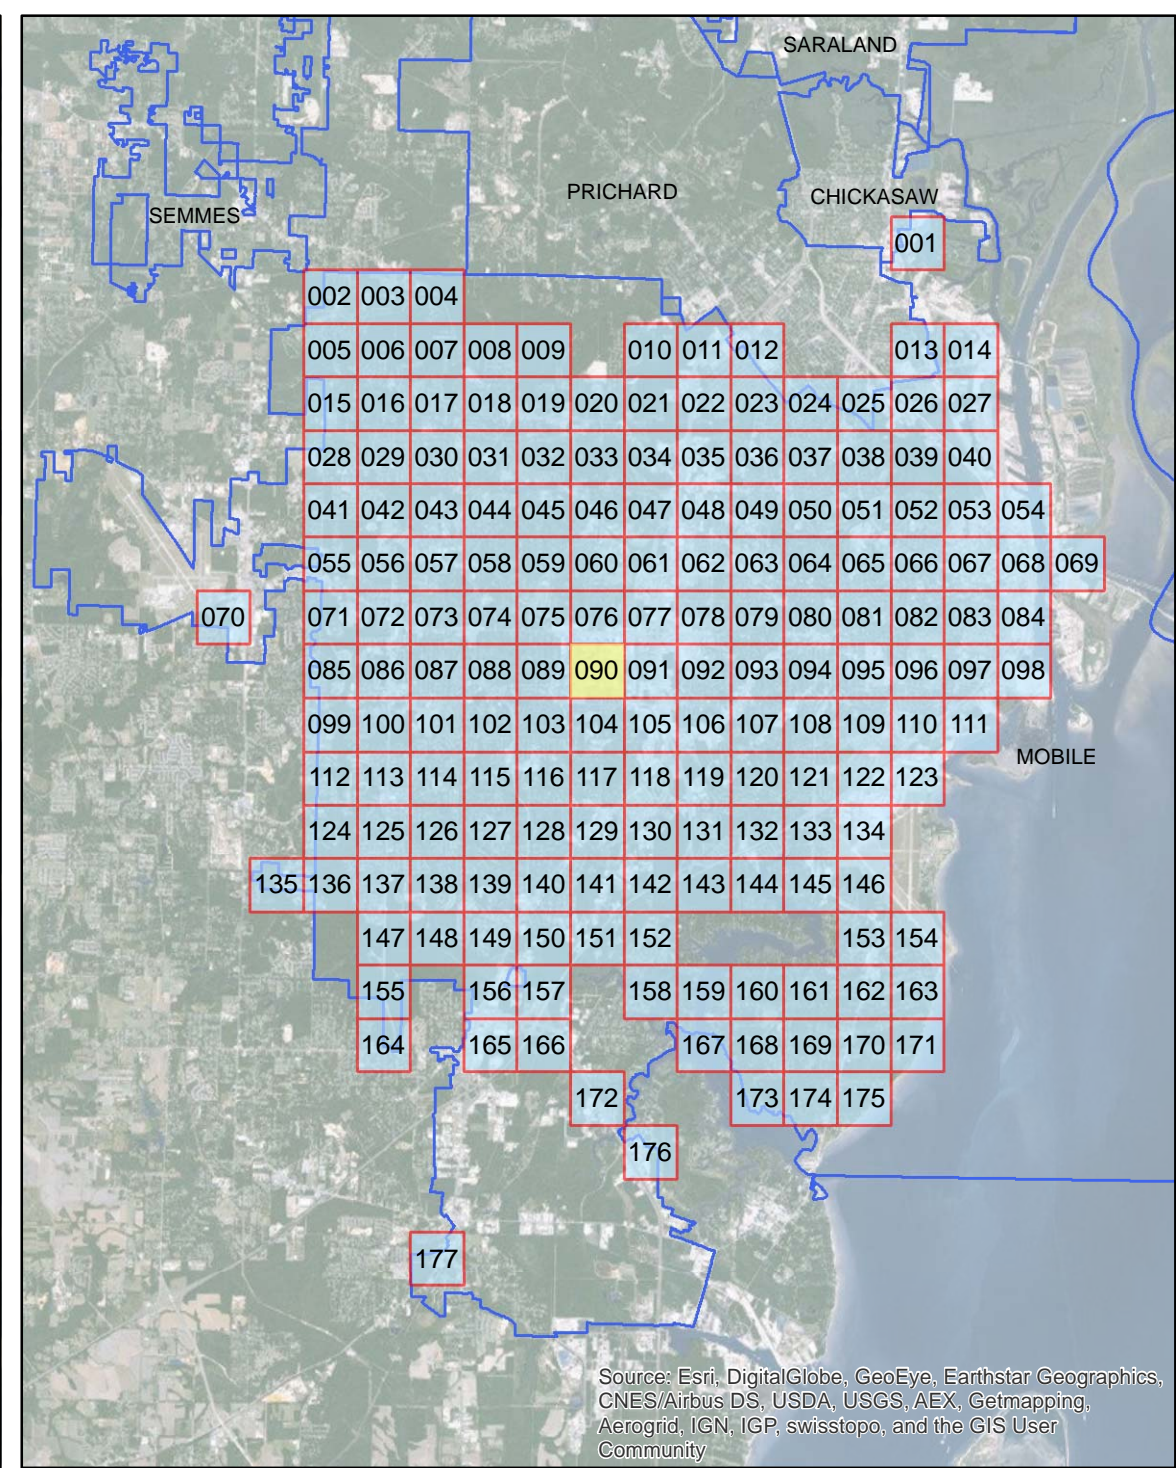 SARALAND
PRICHARD
CHICKASAW
SEMMES
001
002 003 004
005 006 007 008 009 010 011 012 013 014
015 016 017 018 019 020 021 022 023 024 025 026 027
028 029 030 031 032 033 034 035 036 037 038 039 040
041 042 043 044 045 046 047 048 049 050 051 052 053 054
055 056 057 058 059 060 061 062 063 064 065 066 067 068 069
070 071 072 073 074 075 076 077 078 079 080 081 082 083 084
085 086 087 088 089 090 091 092 093 094 095 096 097 098
099 100 101 102 103 104 105 106 107 108 109 110 111
MOBILE
112 113 114 115 116 117 118 119 120 121 122 123
124 125 126 127 128 129 130 131 132 133 134
135 136 137 138 139 140 141 142 143 144 145 146
147 148 149 150 151 152 153 154
155 156 157 158 159 160 161 162 163
164 165 166 167 168 169 170 171
172 173 174 175
176
177
Source: Esri, DigitalGlobe, GeoEye, Earthstar Geographics,
CNES/Airbus DS, USDA, USGS, AEX, Getmapping,
Aerogrid, IGN, IGP, swisstopo, and the GIS User
Community